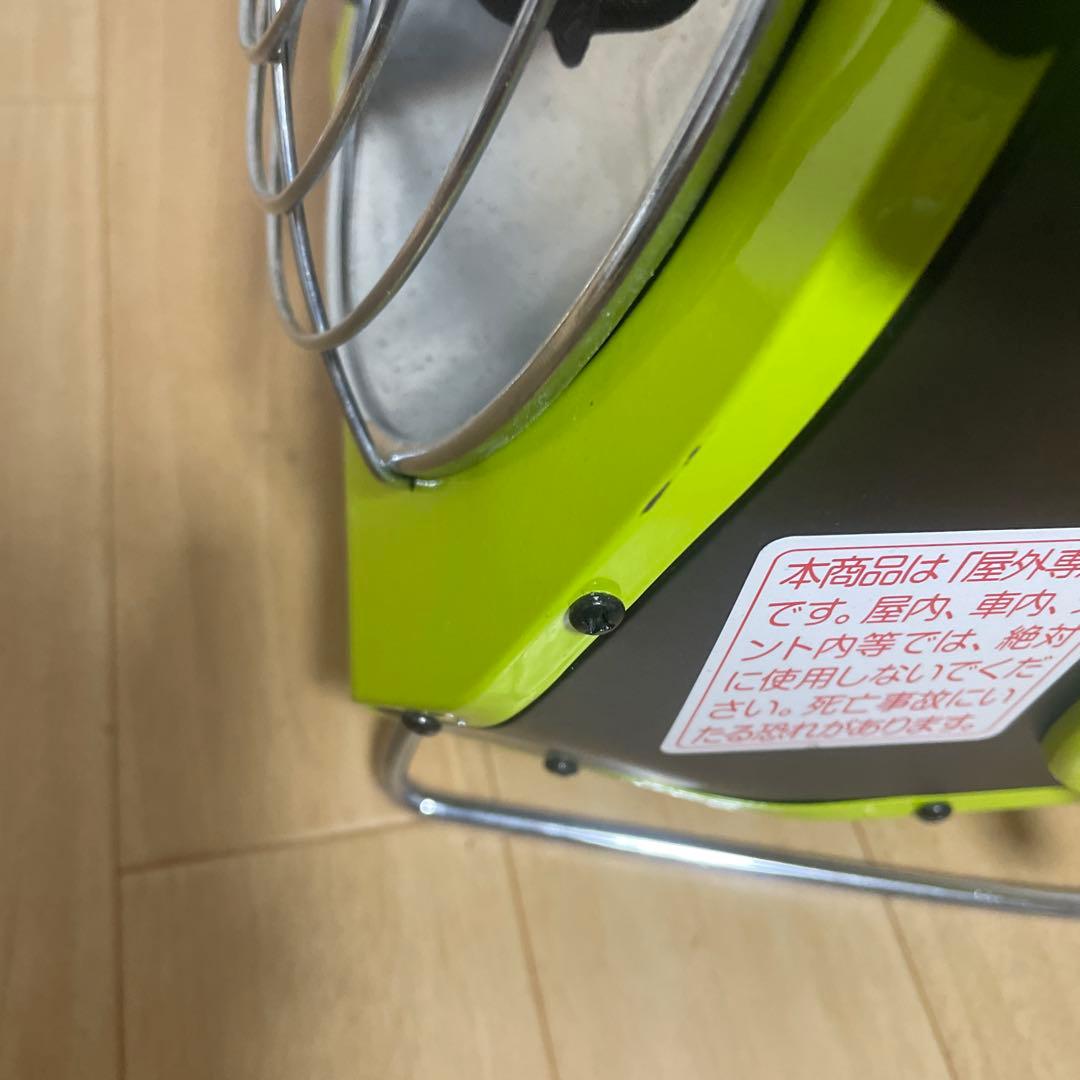 本商品は「屋外専
です。屋内、車内、
ント内等では、絶対
に使用しないでくだ
さい。死亡事故にい
たる恐れがあります。